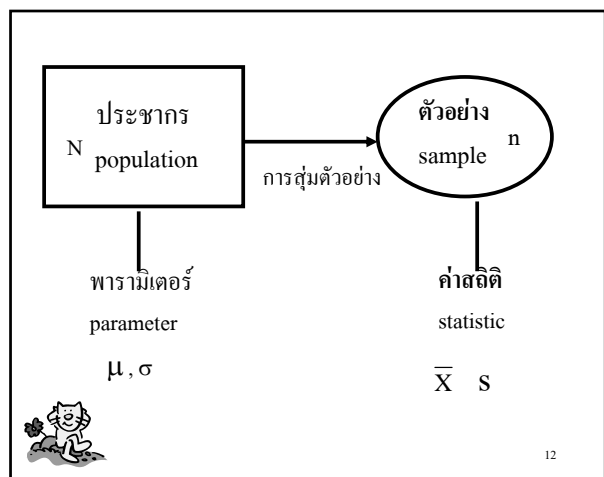 ประชากร
N population
การสุ่มตัวอย่าง
ตัวอย่าง
sample n
พารามิเตอร์
parameter
μ , σ
ค่าสถิติ
statistic
X̅ S
12